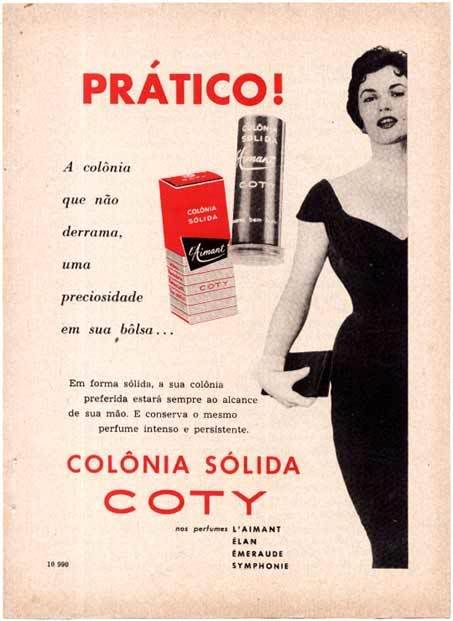 PRÁTICO!
A colônia
que não
derrama,
uma
preciosidade
em sua bôlsa...
COLÔNIA
SÓLIDA
L'Aimant
COTY
COLÔNIA
SÓLIDA
L'Aimant
COTY
Em forma sólida, a sua colônia
preferida estará sempre ao alcance
de sua mão. E conserva o mesmo
perfume intenso e persistente.
COLÔNIA SÓLIDA
COTY
nos perfumes L'AIMANT
ÉLAN
ÉMERAUDE
SYMPHONIE
10 990